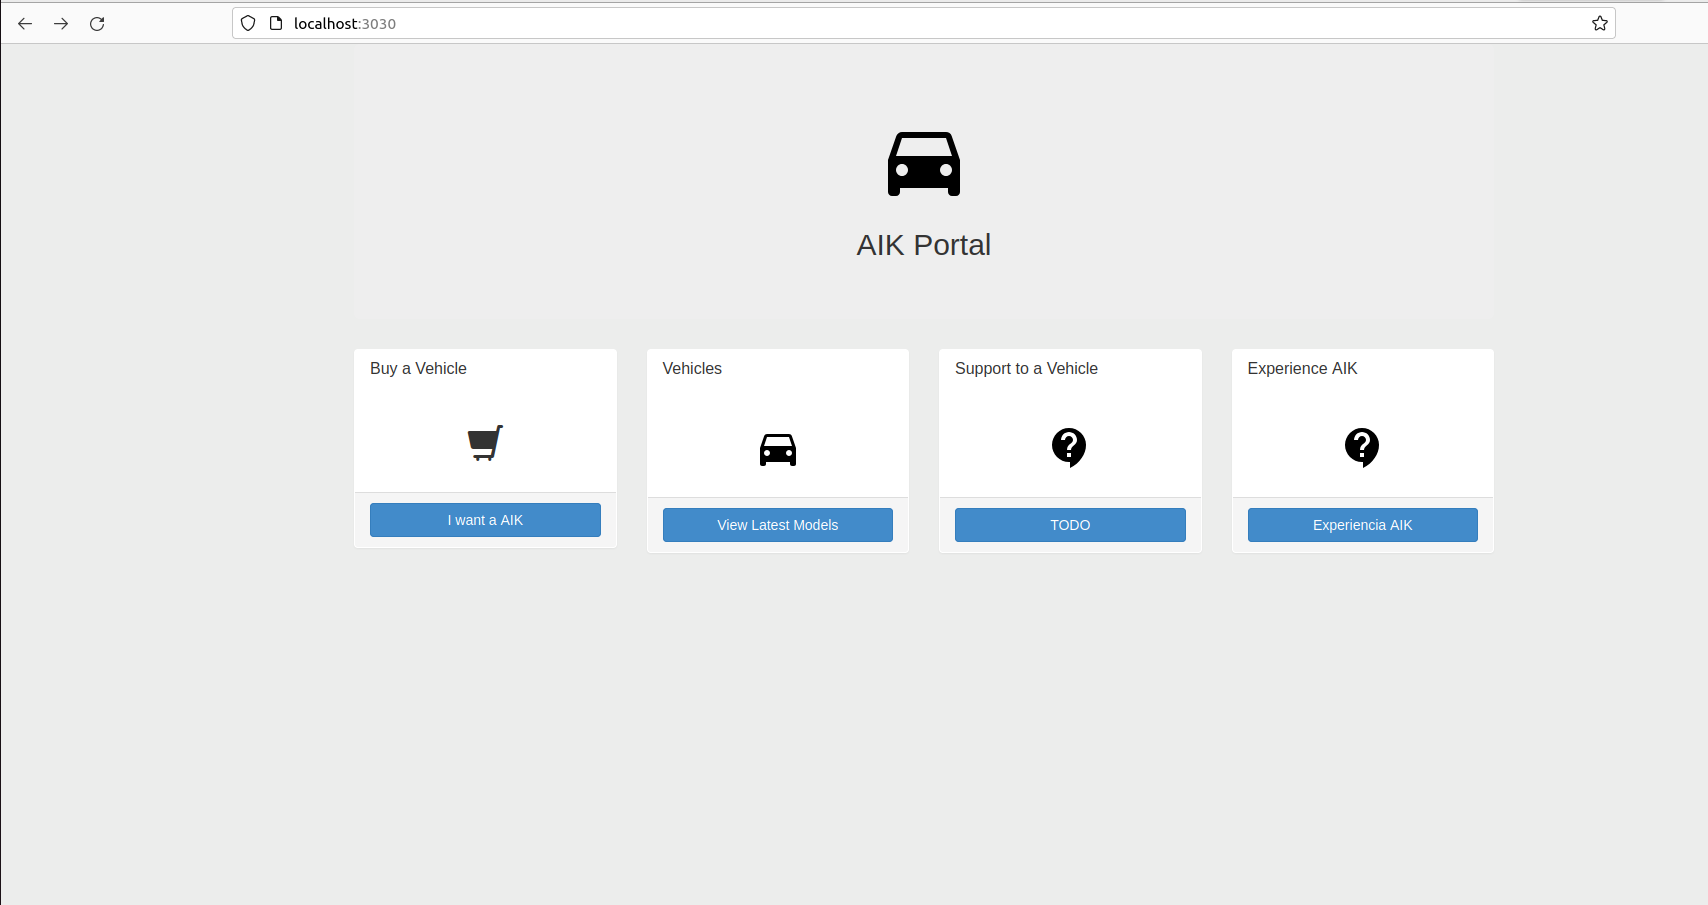 localhost:3030
AIK Portal
Buy a Vehicle
I want a AIK
Vehicles
View Latest Models
Support to a Vehicle
TODO
Experience AIK
Experiencia AIK